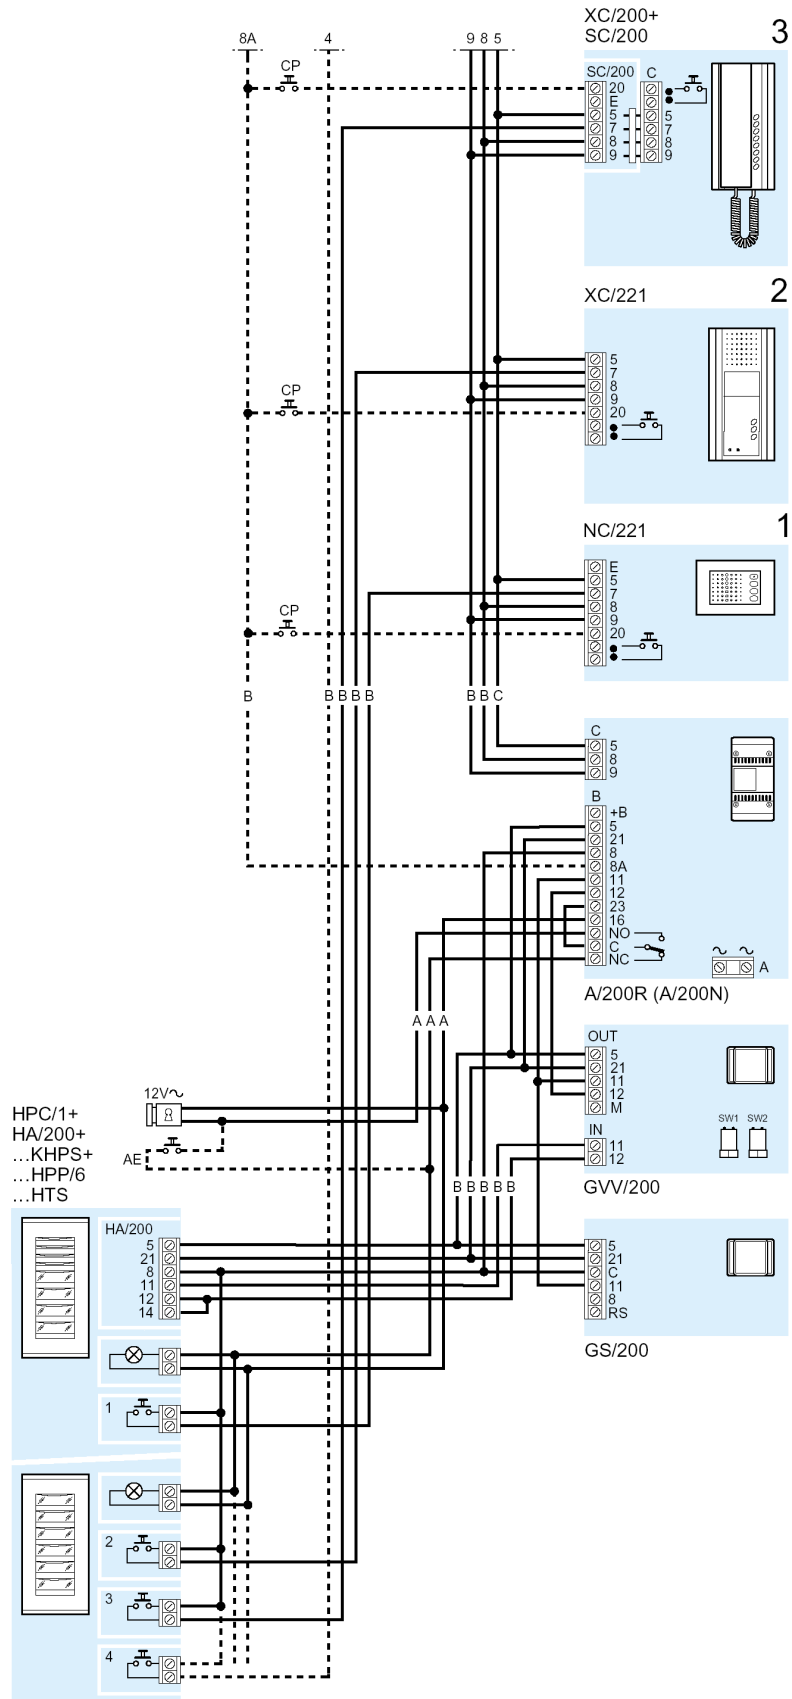 XC/200+
SC/200
3
8A 4 9 8 5
CP
SC/200 C
20
E
5 5
7 7
8 8
9 9
XC/221
2
5
7
8
9
20
CP
NC/221
1
E
5
7
8
9
20
CP
B B B B B B B C
C
5
8
9
B
+B
5
21
8
8A
11
12
23
16
NO
C
NC
A
A/200R (A/200N)
A A A
OUT
5
21
11
12
M
SW1 SW2
IN
11
12
GVV/200
12V~
AE
HPC/1+
HA/200+
...KHPS+
...HPP/6
...HTS
B B B B B
HA/200
5
21
8
11
12
14
5
21
C
11
8
RS
GS/200
1
2
3
4